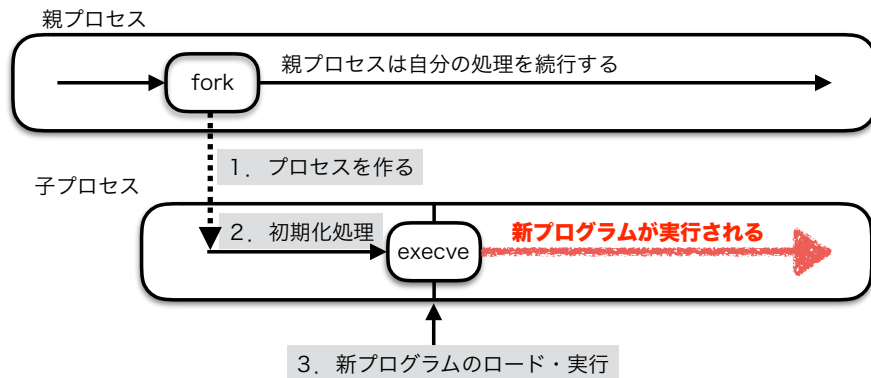 親プロセス
fork
親プロセスは自分の処理を続行する
1．プロセスを作る
子プロセス
2．初期化処理
execve
新プログラムが実行される
3．新プログラムのロード・実行